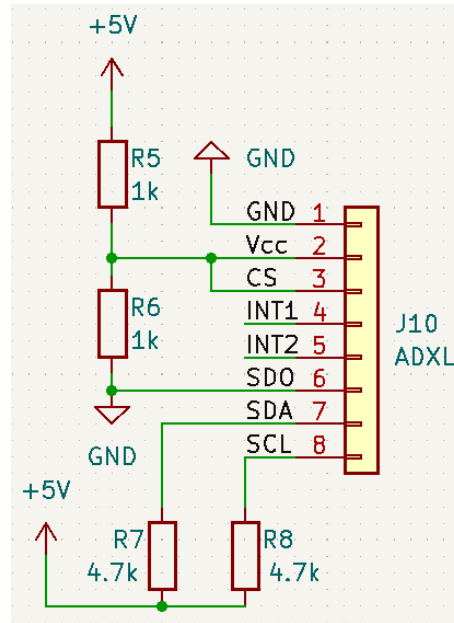 +5V
R5
1k
GND
GND 1
Vcc 2
CS 3
INT1 4
R6
1k
J10
ADXL
INT2 5
SDO 6
SDA 7
GND
SCL 8
+5V
R7
4.7k
R8
4.7k